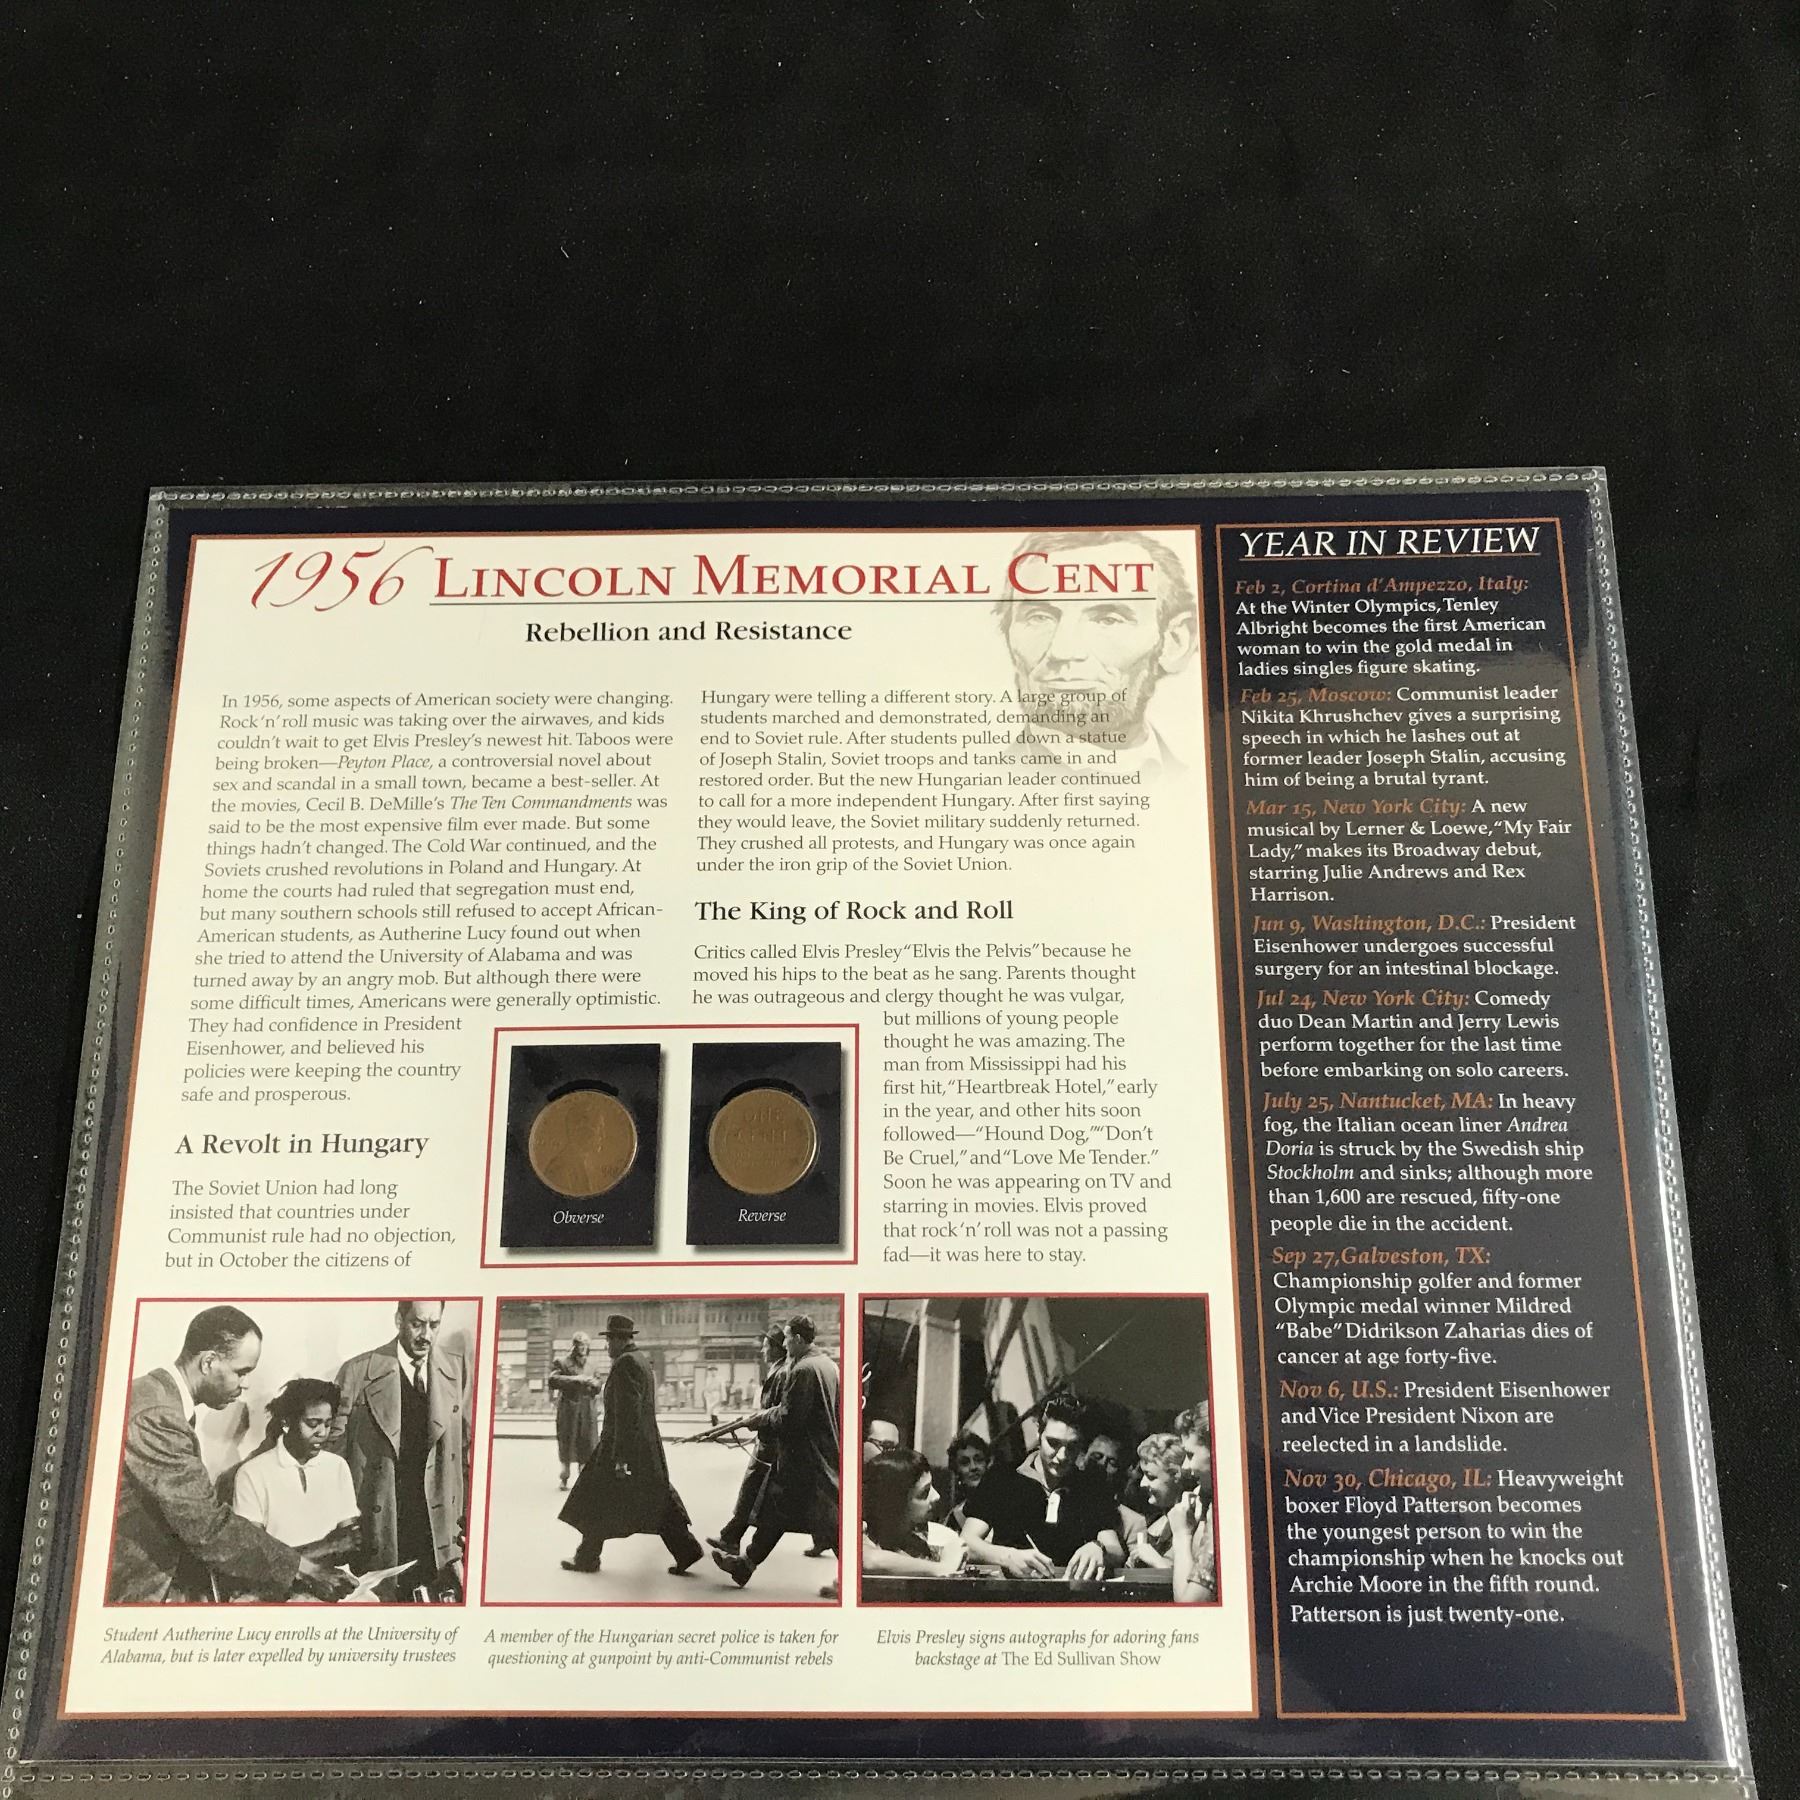 1956 LINCOLN MEMORIAL CENT
Rebellion and Resistance
In 1956, some aspects of American society were changing.
Rock 'n' roll music was taking over the airwaves, and kids
couldn't wait to get Elvis Presley's newest hit. Taboos were
being broken—Peyton Place, a controversial novel about
sex and scandal in a small town, became a best-seller. At
the movies, Cecil B. DeMille's The Ten Commandments was
said to be the most expensive film ever made. But some
things hadn't changed. The Cold War continued, and the
Soviets crushed revolutions in Poland and Hungary. At
home the courts had ruled that segregation must end,
but many southern schools still refused to accept African-
American students, as Autherine Lucy found out when
she tried to attend the University of Alabama and was
turned away by an angry mob. But although there were
some difficult times, Americans were generally optimistic.
They had confidence in President
Eisenhower, and believed his
policies were keeping the country
safe and prosperous.
A Revolt in Hungary
The Soviet Union had long
insisted that countries under
Communist rule had no objection,
but in October the citizens of
Hungary were telling a different story. A large group of
students marched and demonstrated, demanding an
end to Soviet rule. After students pulled down a statue
of Joseph Stalin, Soviet troops and tanks came in and
restored order. But the new Hungarian leader continued
to call for a more independent Hungary. After first saying
they would leave, the Soviet military suddenly returned.
They crushed all protests, and Hungary was once again
under the iron grip of the Soviet Union.
The King of Rock and Roll
Critics called Elvis Presley "Elvis the Pelvis" because he
moved his hips to the beat as he sang. Parents thought
he was outrageous and clergy thought he was vulgar,
but millions of young people
thought he was amazing. The
man from Mississippi had his
first hit, "Heartbreak Hotel," early
in the year, and other hits soon
followed—"Hound Dog," "Don't
Be Cruel," and "Love Me Tender."
Soon he was appearing on TV and
starring in movies. Elvis proved
that rock 'n' roll was not a passing
fad—it was here to stay.
ONE
CENT
Obverse
Reverse
Student Autherine Lucy enrolls at the University of
Alabama, but is later expelled by university trustees
A member of the Hungarian secret police is taken for
questioning at gunpoint by anti-Communist rebels
Elvis Presley signs autographs for adoring fans
backstage at The Ed Sullivan Show
YEAR IN REVIEW
Feb 2, Cortina d'Ampezzo, Italy:
At the Winter Olympics, Tenley
Albright becomes the first American
woman to win the gold medal in
ladies singles figure skating.
Feb 25, Moscow: Communist leader
Nikita Khrushchev gives a surprising
speech in which he lashes out at
former leader Joseph Stalin, accusing
him of being a brutal tyrant.
Mar 15, New York City: A new
musical by Lerner & Loewe, "My Fair
Lady," makes its Broadway debut,
starring Julie Andrews and Rex
Harrison.
Jun 9, Washington, D.C.: President
Eisenhower undergoes successful
surgery for an intestinal blockage.
Jul 24, New York City: Comedy
duo Dean Martin and Jerry Lewis
perform together for the last time
before embarking on solo careers.
July 25, Nantucket, MA: In heavy
fog, the Italian ocean liner Andrea
Doria is struck by the Swedish ship
Stockholm and sinks; although more
than 1,600 are rescued, fifty-one
people die in the accident.
Sep 27, Galveston, TX:
Championship golfer and former
Olympic medal winner Mildred
"Babe" Didrikson Zaharias dies of
cancer at age forty-five.
Nov 6, U.S.: President Eisenhower
and Vice President Nixon are
reelected in a landslide.
Nov 30, Chicago, IL: Heavyweight
boxer Floyd Patterson becomes
the youngest person to win the
championship when he knocks out
Archie Moore in the fifth round.
Patterson is just twenty-one.